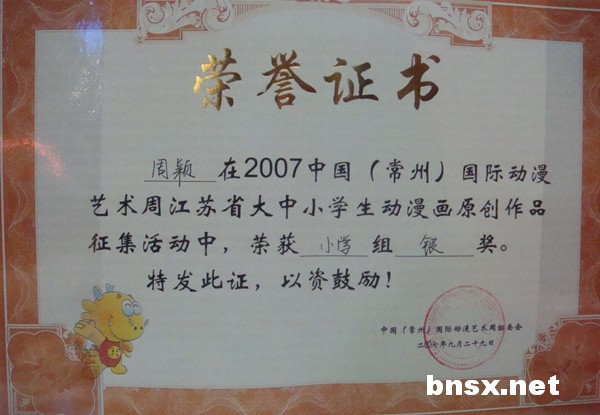 荣誉证书
周颖 在2007中国(常州)国际动漫
艺术周江苏省大中小学生动漫画原创作品
征集活动中，荣获 小学 组 银 奖。
特发此证，以资鼓励！
中国(常州)国际动漫艺术周组委会
二〇〇七年九月二十九日
bnsx.net